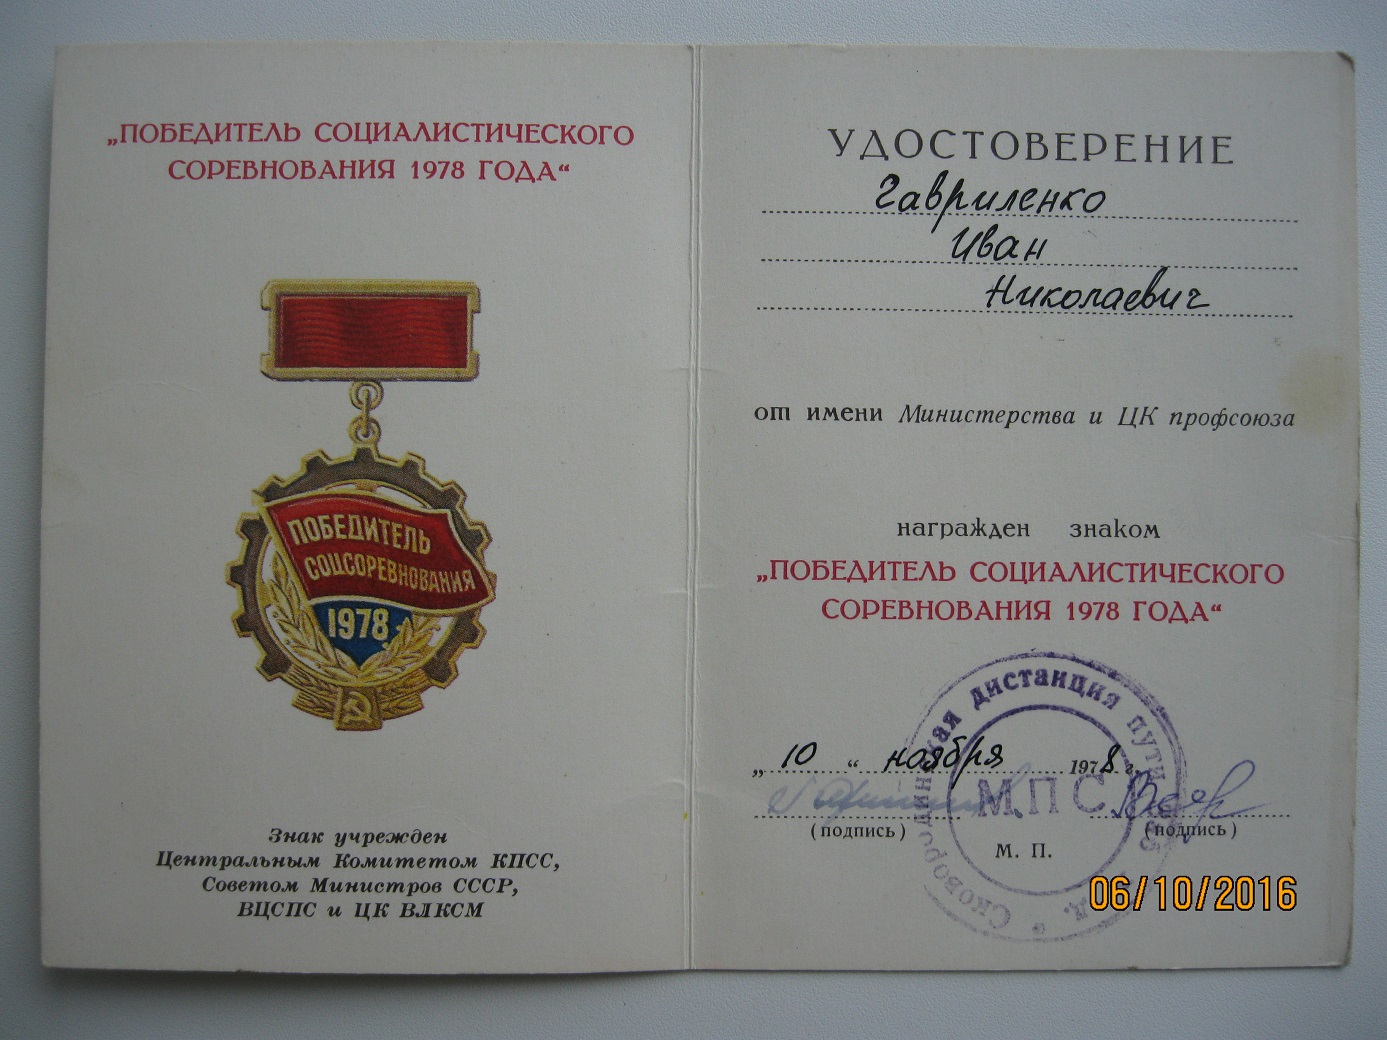 „ПОБЕДИТЕЛЬ СОЦИАЛИСТИЧЕСКОГО
СОРЕВНОВАНИЯ 1978 ГОДА“
ПОБЕДИТЕЛЬ
СОЦСОРЕВНОВАНИЯ
1978
Знак учрежден
Центральным Комитетом КПСС,
Советом Министров СССР,
ВЦСПС и ЦК ВЛКСМ
УДОСТОВЕРЕНИЕ
Гавриленко
Иван
Николаевич
от имени Министерства и ЦК профсоюза
награжден знаком
„ПОБЕДИТЕЛЬ СОЦИАЛИСТИЧЕСКОГО
СОРЕВНОВАНИЯ 1978 ГОДА“
„10“ ноября 1978 г.
(подпись) (подпись)
М. П.
Сковородинская дистанция пути
МПС
06/10/2016